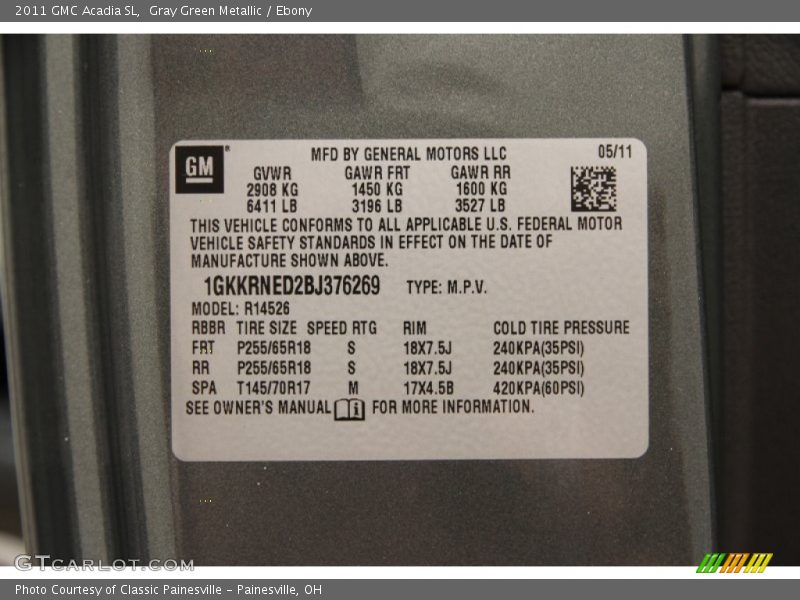 2011 GMC Acadia SL, Gray Green Metallic / Ebony
GM®
MFD BY GENERAL MOTORS LLC 05/11
GVWR GAWR FRT GAWR RR
2908 KG 1450 KG 1600 KG
6411 LB 3196 LB 3527 LB
THIS VEHICLE CONFORMS TO ALL APPLICABLE U.S. FEDERAL MOTOR
VEHICLE SAFETY STANDARDS IN EFFECT ON THE DATE OF
MANUFACTURE SHOWN ABOVE.
1GKKRNED2BJ376269 TYPE: M.P.V.
MODEL: R14526
RBBR TIRE SIZE SPEED RTG RIM COLD TIRE PRESSURE
FRT P255/65R18 S 18X7.5J 240KPA(35PSI)
RR P255/65R18 S 18X7.5J 240KPA(35PSI)
SPA T145/70R17 M 17X4.5B 420KPA(60PSI)
SEE OWNER'S MANUAL i FOR MORE INFORMATION.
GTCARLOT.COM
Photo Courtesy of Classic Painesville - Painesville, OH